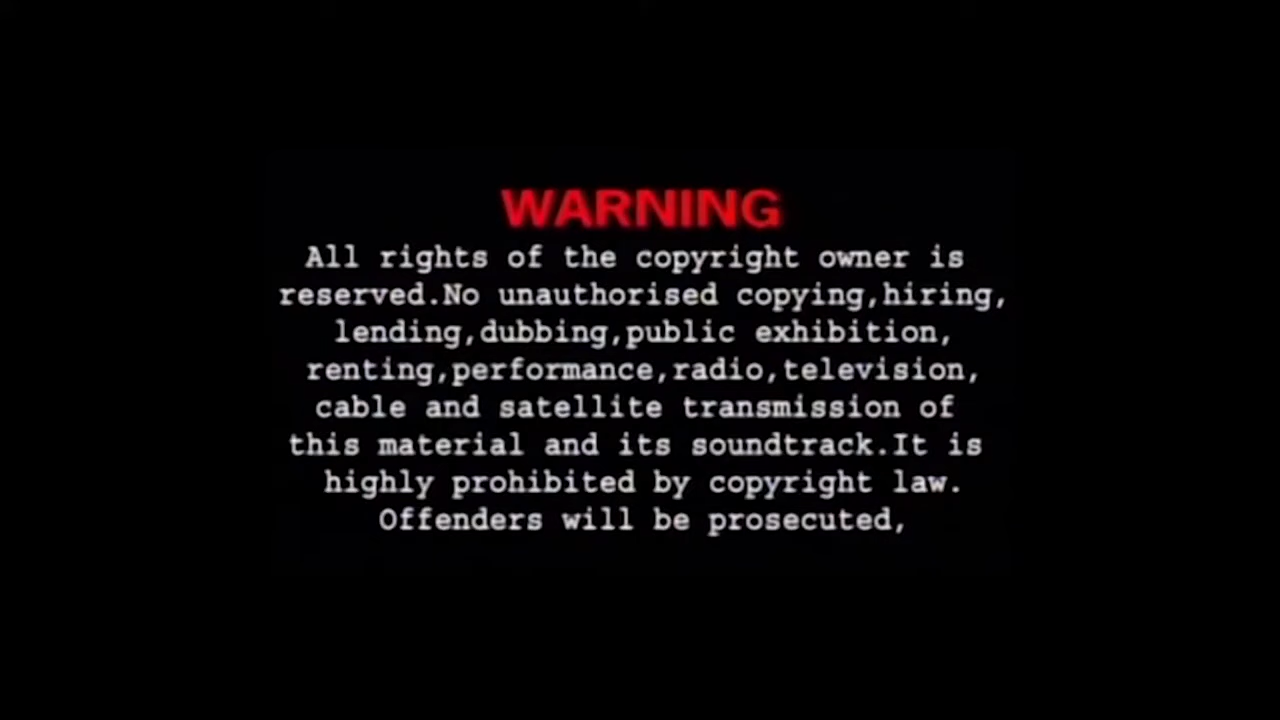 WARNING
All rights of the copyright owner is
reserved.No unauthorised copying,hiring,
lending,dubbing,public exhibition,
renting,performance,radio,television,
cable and satellite transmission of
this material and its soundtrack.It is
highly prohibited by copyright law.
Offenders will be prosecuted,